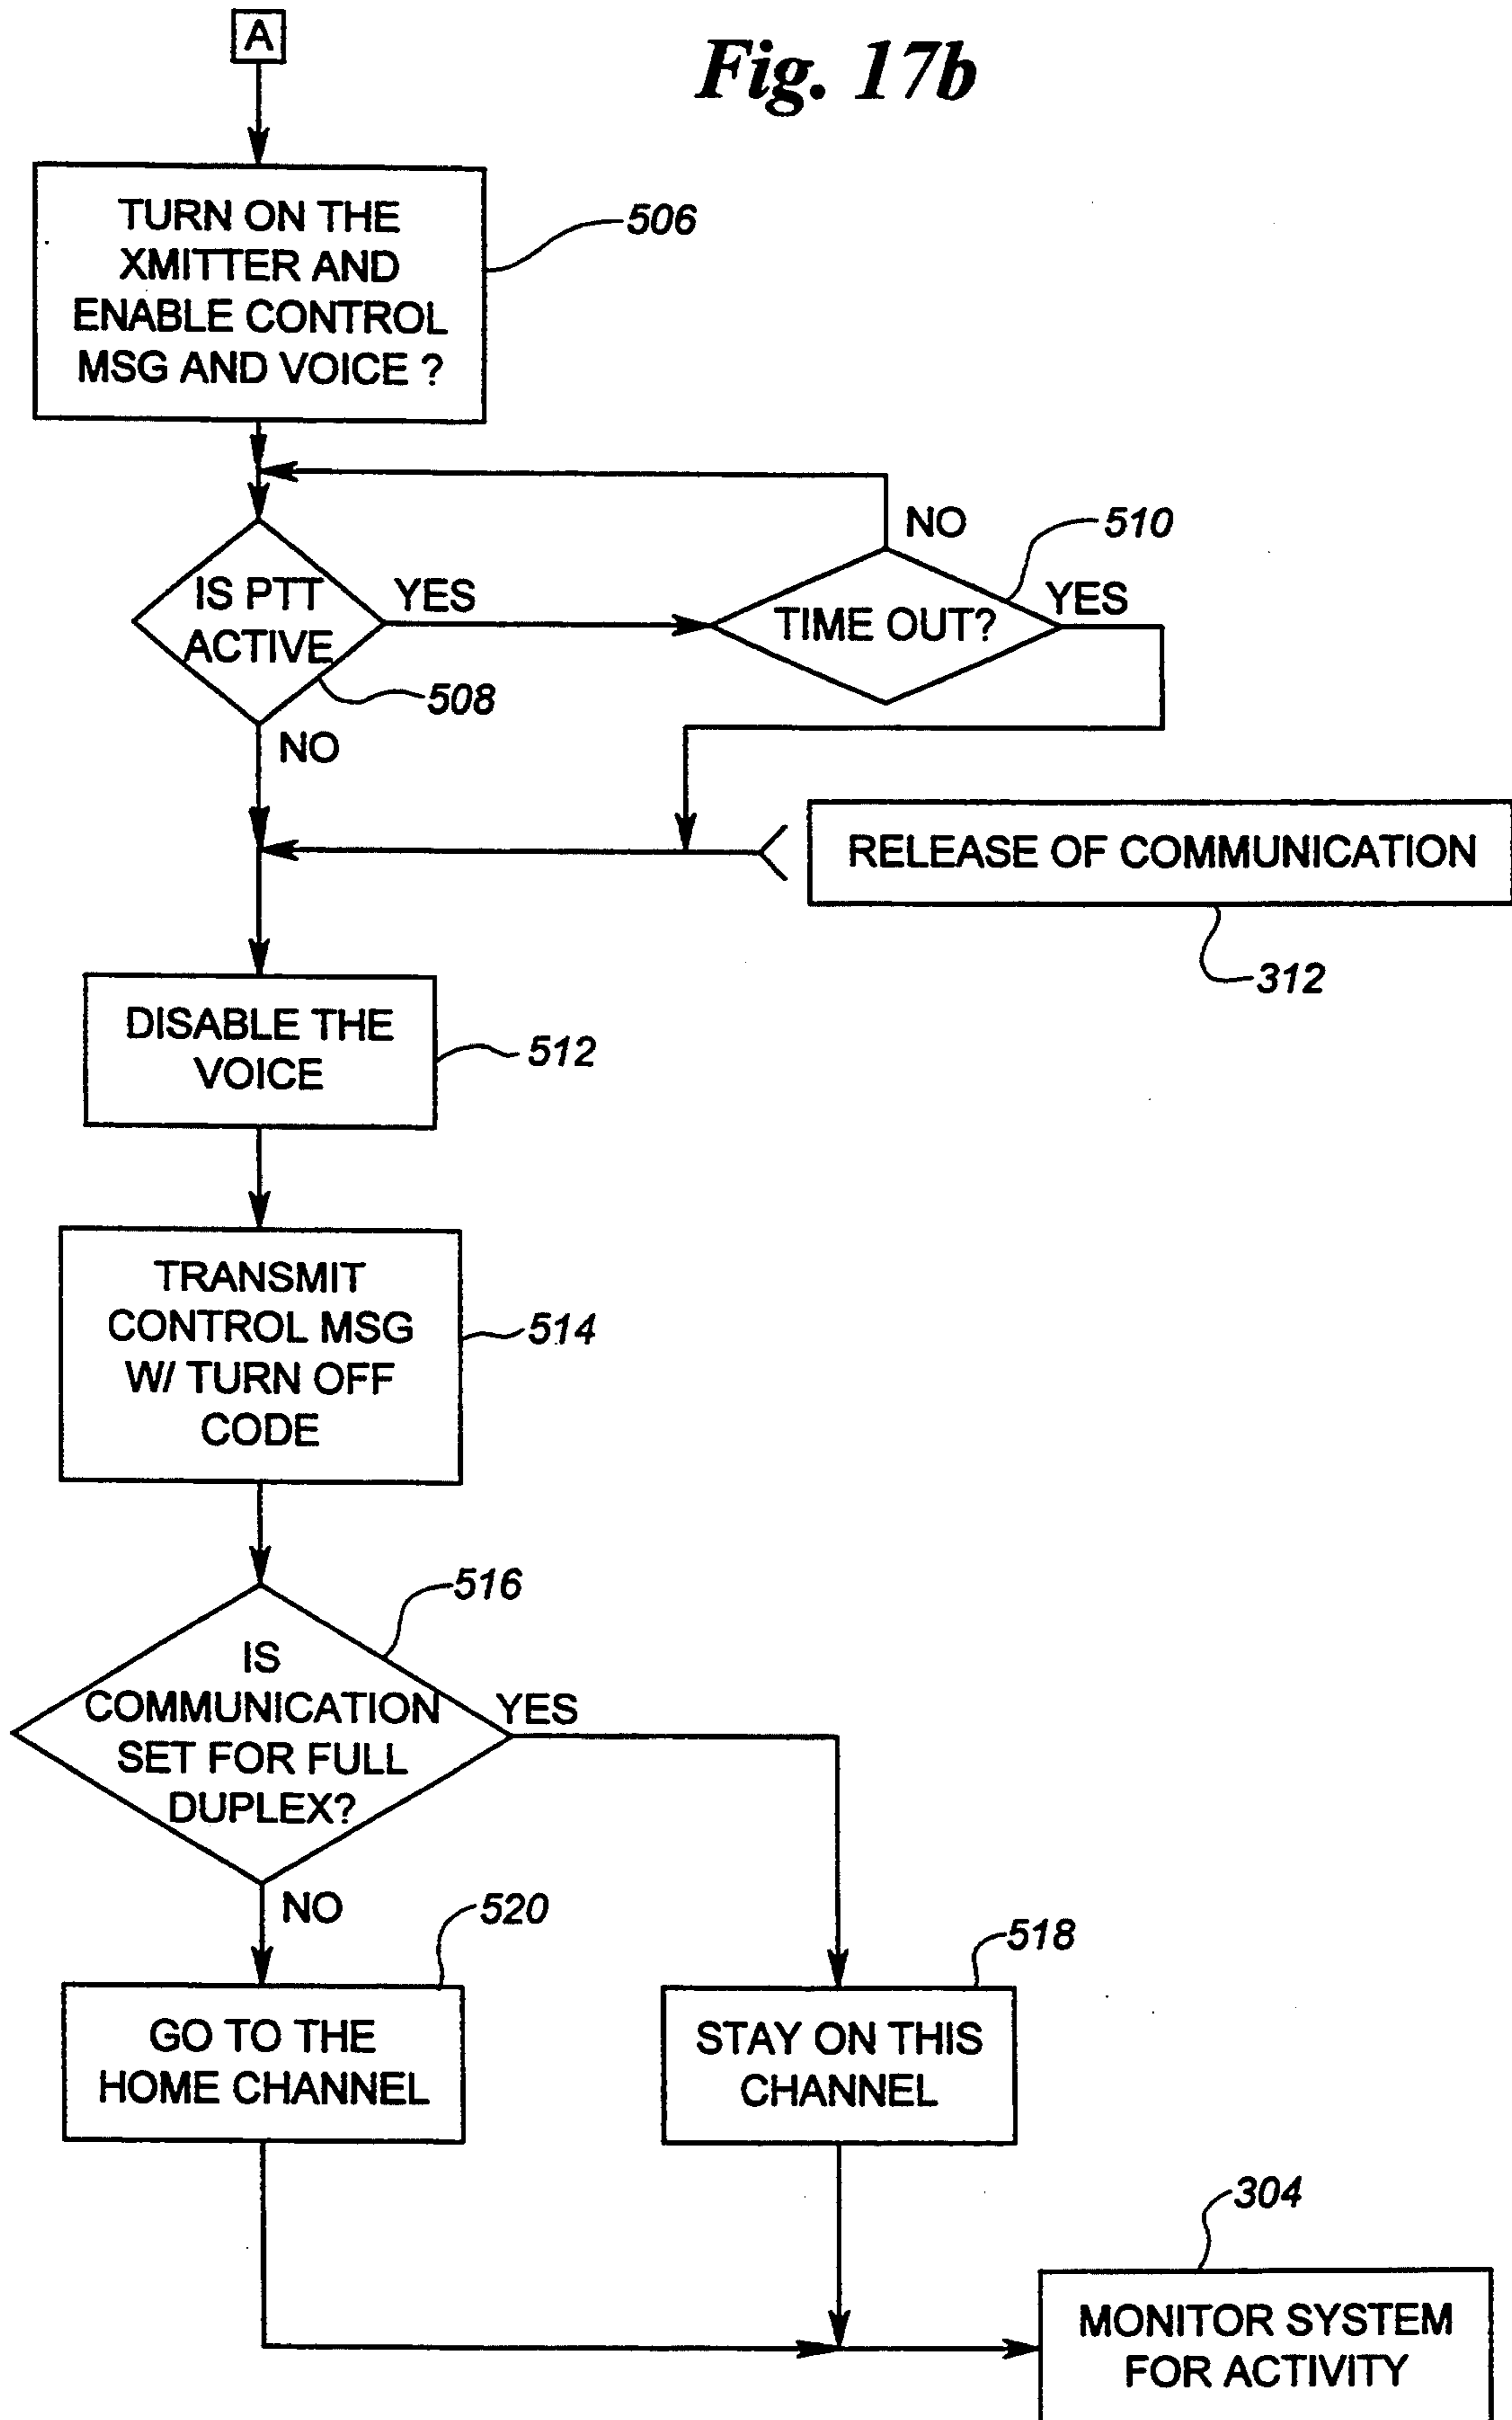 A
Fig. 17b
TURN ON THE
XMITTER AND
ENABLE CONTROL
MSG AND VOICE ?
506
NO
510
IS PTT
ACTIVE
YES
TIME OUT?
YES
508
NO
RELEASE OF COMMUNICATION
312
DISABLE THE
VOICE
512
TRANSMIT
CONTROL MSG
W/ TURN OFF
CODE
514
516
IS
COMMUNICATION
SET FOR FULL
DUPLEX?
YES
NO
520
518
GO TO THE
HOME CHANNEL
STAY ON THIS
CHANNEL
304
MONITOR SYSTEM
FOR ACTIVITY